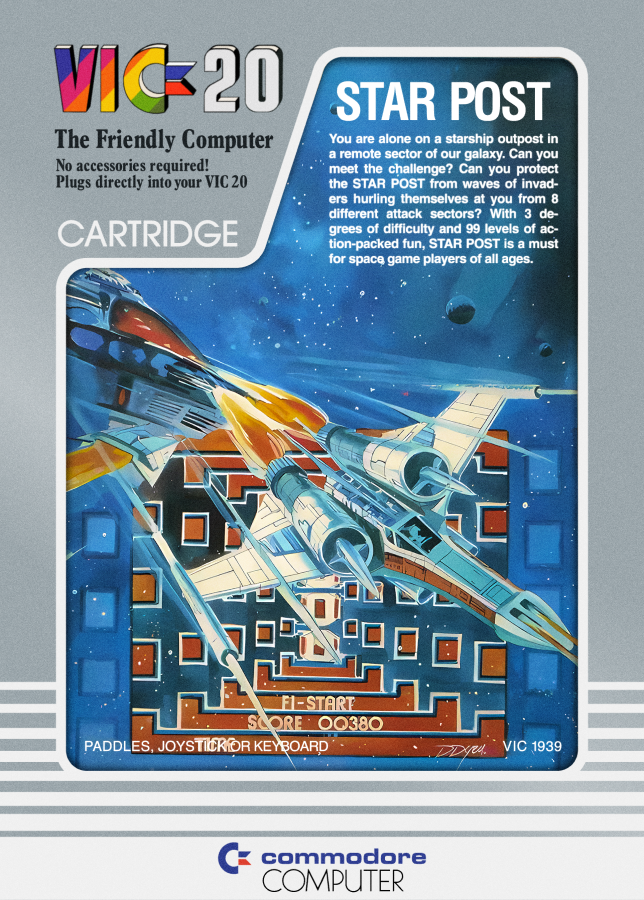 VIC 20
The Friendly Computer
No accessories required!
Plugs directly into your VIC 20
CARTRIDGE
STAR POST
You are alone on a starship outpost in
a remote sector of our galaxy. Can you
meet the challenge? Can you protect
the STAR POST from waves of invad-
ers hurling themselves at you from 8
different attack sectors? With 3 de-
grees of difficulty and 99 levels of ac-
tion-packed fun, STAR POST is a must
for space game players of all ages.
F1-START
SCORE 00380
TIME
PADDLES, JOYSTICK OR KEYBOARD
VIC 1939
commodore
COMPUTER